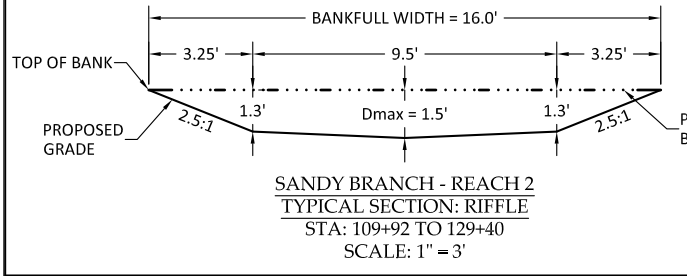 BANKFULL WIDTH = 16.0'
3.25' 9.5' 3.25'
TOP OF BANK
1.3' Dmax = 1.5' 1.3'
2.5:1 2.5:1
PROPOSED
GRADE
P
B
SANDY BRANCH - REACH 2
TYPICAL SECTION: RIFFLE
STA: 109+92 TO 129+40
SCALE: 1" = 3'